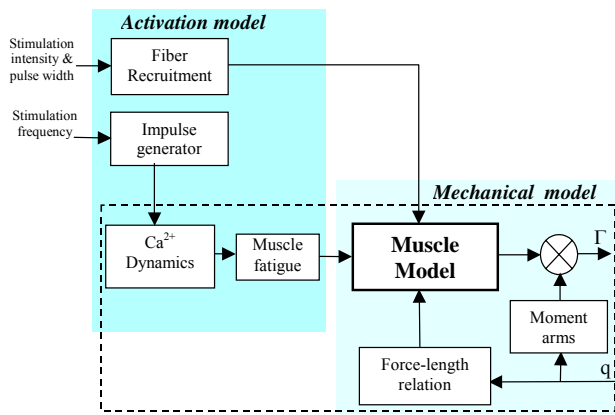 Activation model
Stimulation
intensity &
pulse width
Fiber
Recruitment
Stimulation
frequency
Impulse
generator
Mechanical model
Ca2+
Dynamics
Muscle
fatigue
Muscle
Model
Γ
Moment
arms
Force-length
relation
q